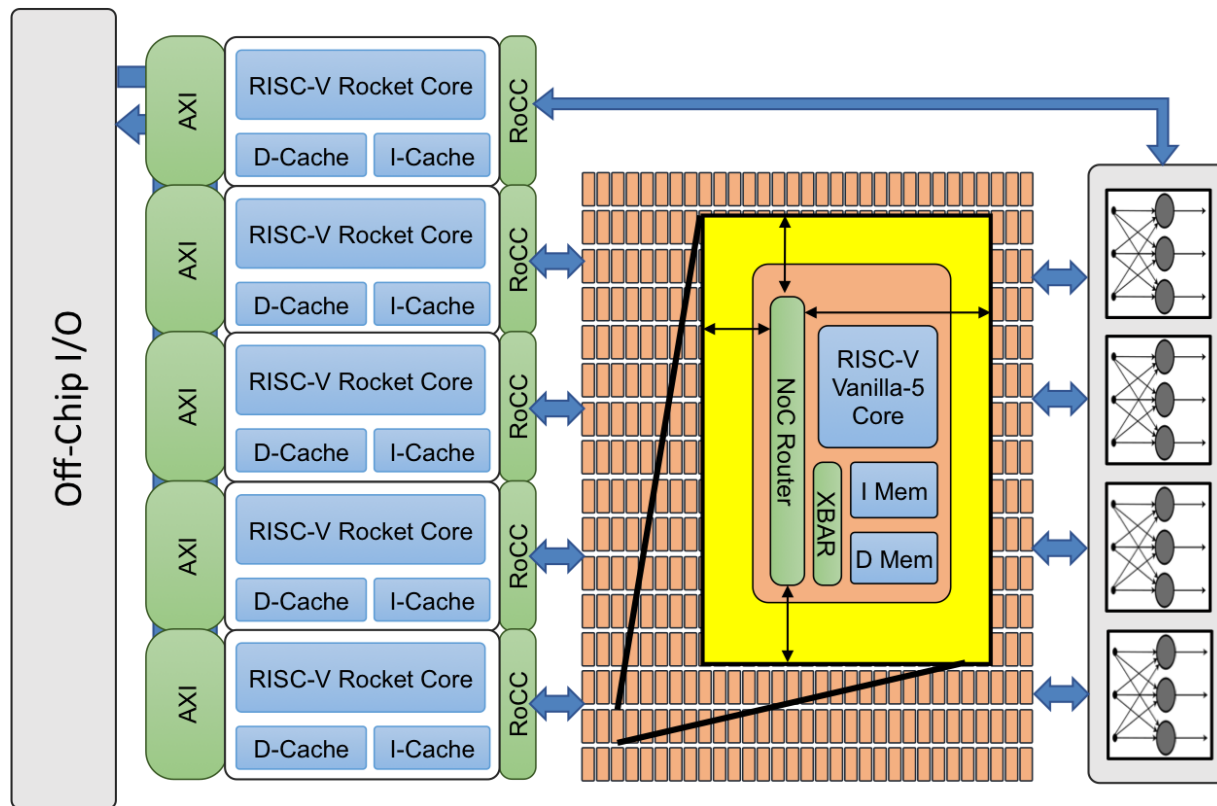 Off-Chip I/O
AXI
RISC-V Rocket Core
D-Cache
I-Cache
RoCC
AXI
RISC-V Rocket Core
D-Cache
I-Cache
RoCC
AXI
RISC-V Rocket Core
D-Cache
I-Cache
RoCC
AXI
RISC-V Rocket Core
D-Cache
I-Cache
RoCC
AXI
RISC-V Rocket Core
D-Cache
I-Cache
RoCC
NoC Router
RISC-V
Vanilla-5
Core
XBAR
I Mem
D Mem